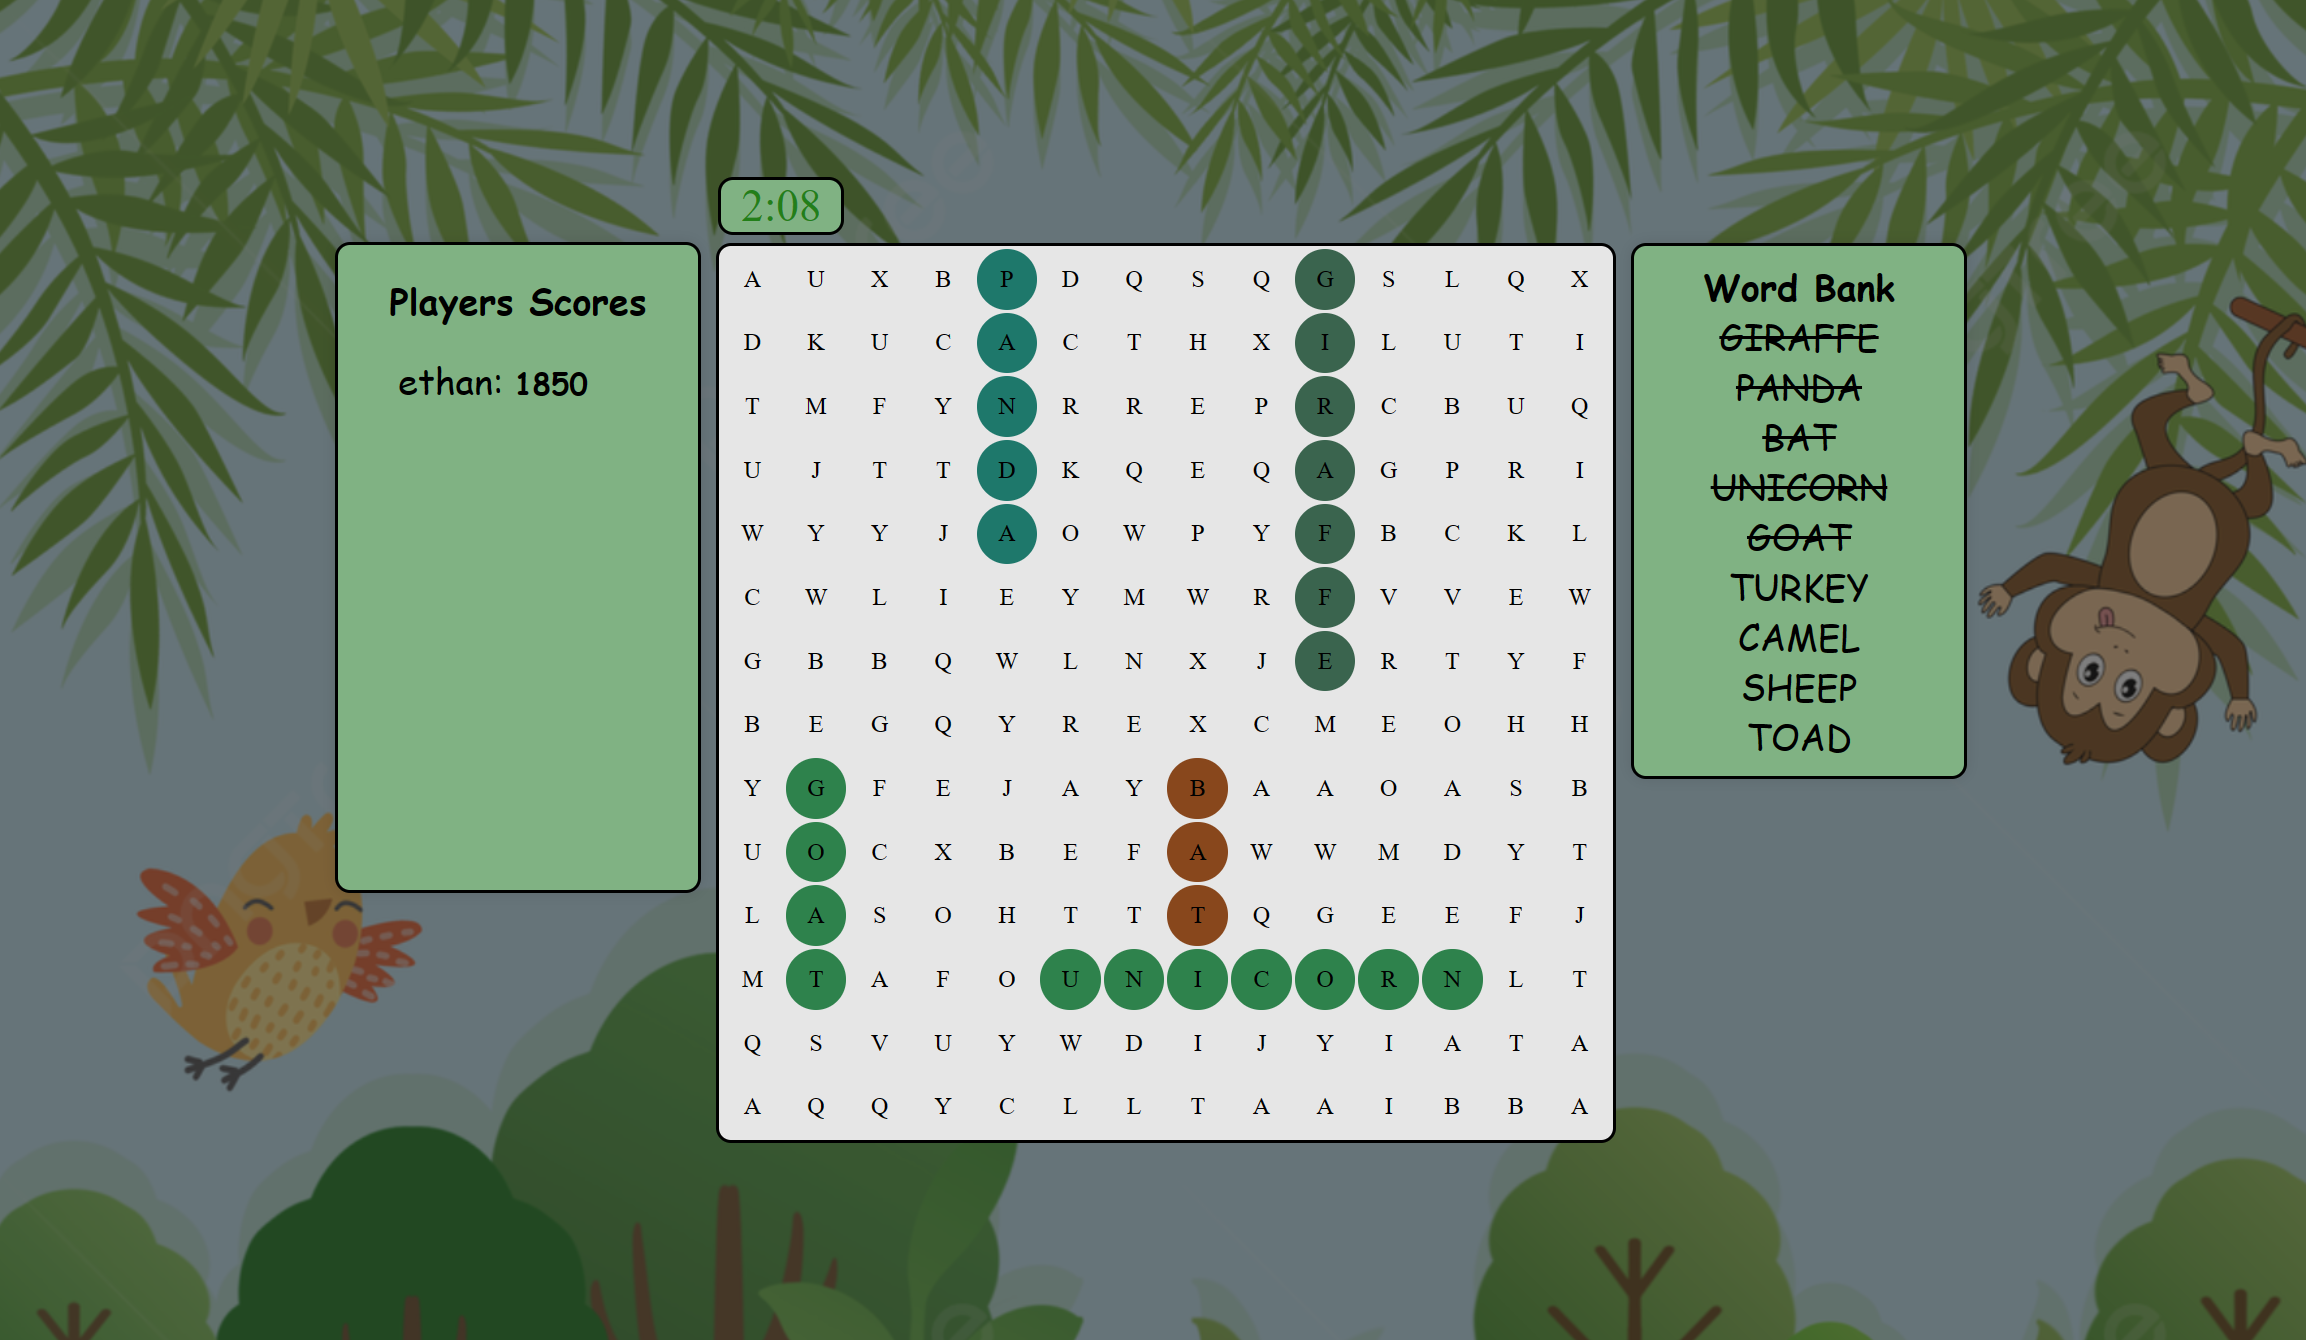 2:08
Players Scores
ethan: 1850
A U X B P D Q S Q G S L Q X
D K U C A C T H X I L U T I
T M F Y N R R E P R C B U Q
U J T T D K Q E Q A G P R I
W Y Y J A O W P Y F B C K L
C W L I E Y M W R F V V E W
G B B Q W L N X J E R T Y F
B E G Q Y R E X C M E O H H
Y G F E J A Y B A A O A S B
U O C X B E F A W W M D Y T
L A S O H T T T Q G E E F J
M T A F O U N I C O R N L T
Q S V U Y W D I J Y I A T A
A Q Q Y C L L T A A I B B A
Word Bank
GIRAFFE
PANDA
BAT
UNICORN
GOAT
TURKEY
CAMEL
SHEEP
TOAD